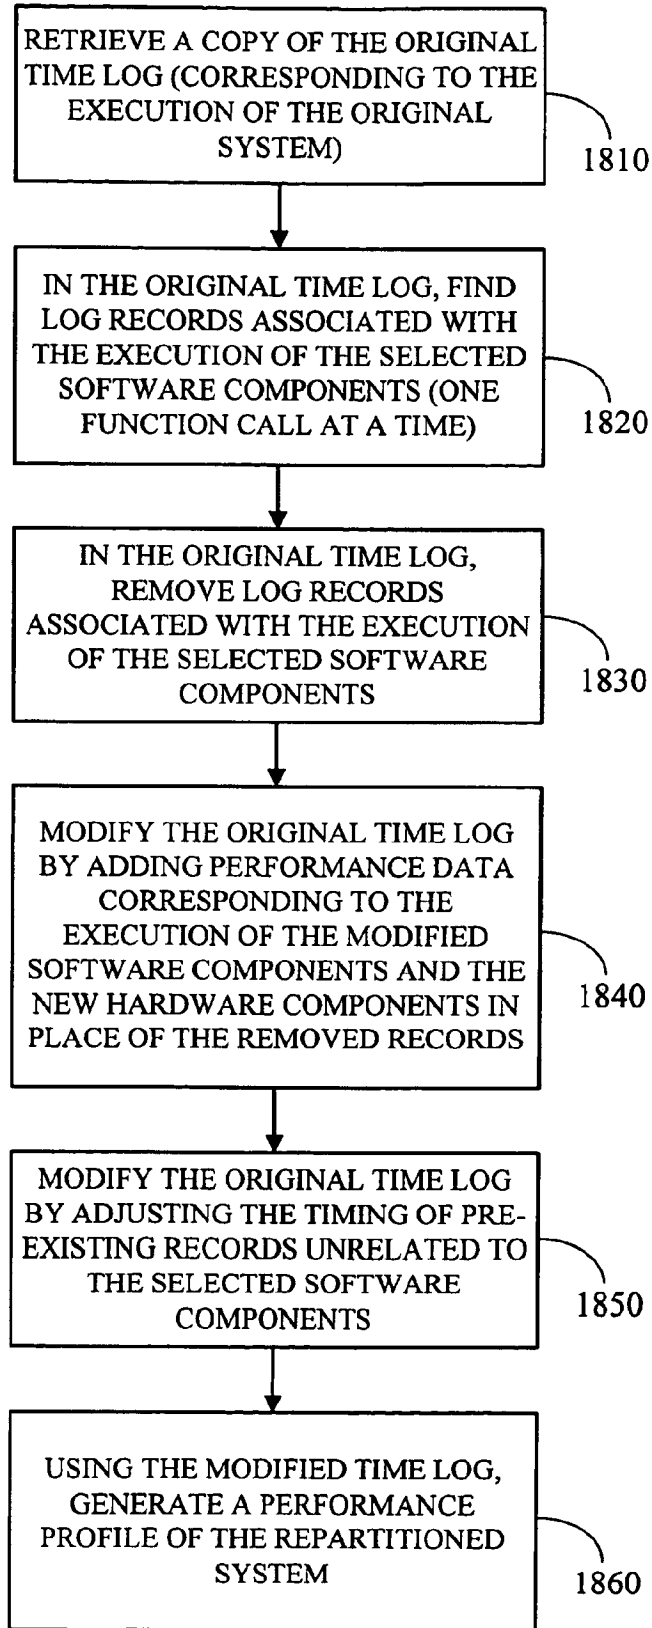 RETRIEVE A COPY OF THE ORIGINAL
TIME LOG (CORRESPONDING TO THE
EXECUTION OF THE ORIGINAL
SYSTEM)
1810
IN THE ORIGINAL TIME LOG, FIND
LOG RECORDS ASSOCIATED WITH
THE EXECUTION OF THE SELECTED
SOFTWARE COMPONENTS (ONE
FUNCTION CALL AT A TIME)
1820
IN THE ORIGINAL TIME LOG,
REMOVE LOG RECORDS
ASSOCIATED WITH THE EXECUTION
OF THE SELECTED SOFTWARE
COMPONENTS
1830
MODIFY THE ORIGINAL TIME LOG
BY ADDING PERFORMANCE DATA
CORRESPONDING TO THE
EXECUTION OF THE MODIFIED
SOFTWARE COMPONENTS AND THE
NEW HARDWARE COMPONENTS IN
PLACE OF THE REMOVED RECORDS
1840
MODIFY THE ORIGINAL TIME LOG
BY ADJUSTING THE TIMING OF PRE-
EXISTING RECORDS UNRELATED TO
THE SELECTED SOFTWARE
COMPONENTS
1850
USING THE MODIFIED TIME LOG,
GENERATE A PERFORMANCE
PROFILE OF THE REPARTITIONED
SYSTEM
1860